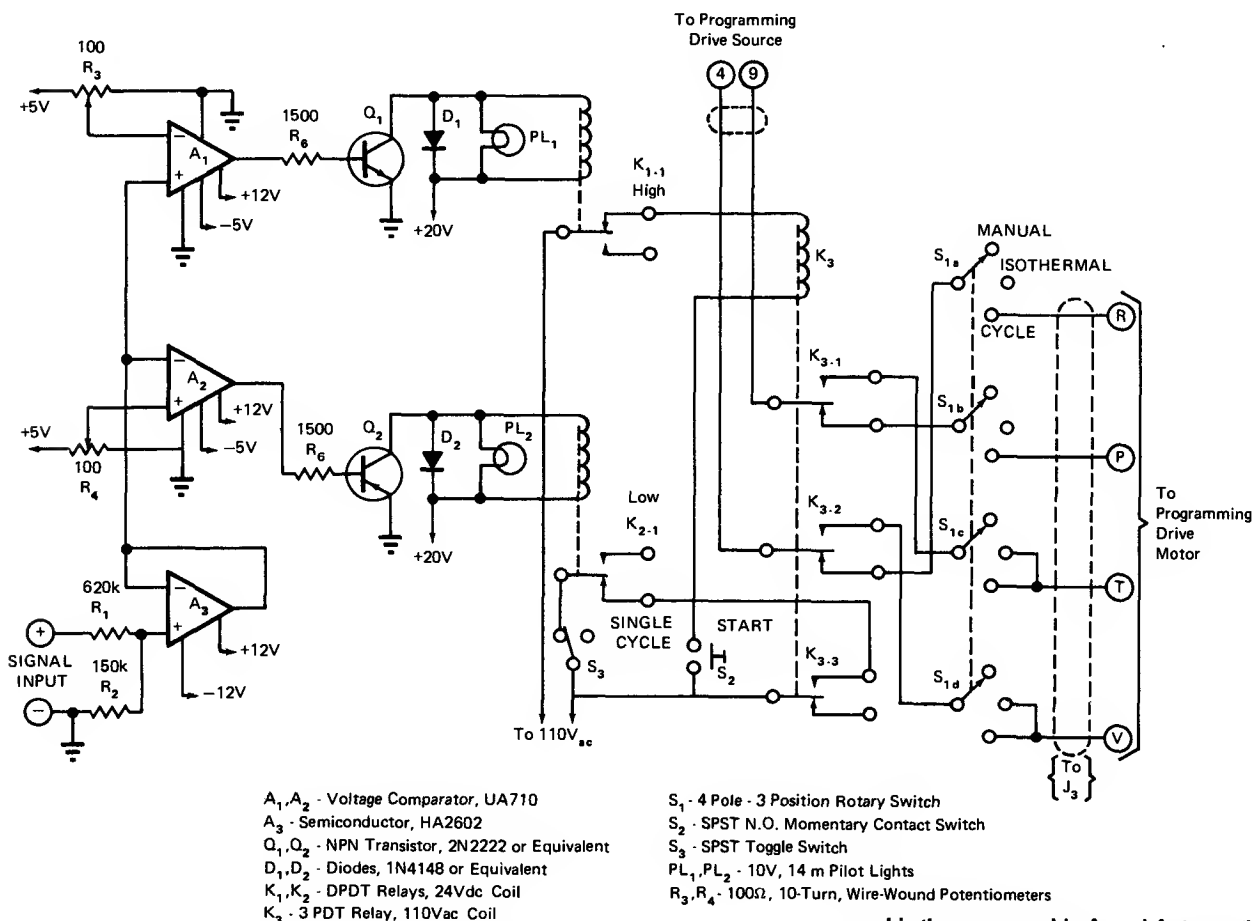 To Programming
Drive Source
4 9
100
R3
+5V
A1
+12V
−5V
1500
R6
Q1
D1
PL1
+20V
K1-1
High
K3
MANUAL
ISOTHERMAL
S1a
CYCLE
R
A2
+12V
−5V
+5V
100
R4
1500
R6
Q2
D2
PL2
+20V
K3-1
S1b
P
Low
K2-1
K3-2
S1c
T
To
Programming
Drive
Motor
620k
R1
A3
+12V
−12V
SIGNAL
INPUT
+
−
150k
R2
SINGLE
CYCLE
S3
START
S2
K3-3
S1d
V
To 110Vac
To
J3
A1,A2 - Voltage Comparator, UA710
A3 - Semiconductor, HA2602
Q1,Q2 - NPN Transistor, 2N2222 or Equivalent
D1,D2 - Diodes, 1N4148 or Equivalent
K1,K2 - DPDT Relays, 24Vdc Coil
K3 - 3 PDT Relay, 110Vac Coil
S1 - 4 Pole - 3 Position Rotary Switch
S2 - SPST N.O. Momentary Contact Switch
S3 - SPST Toggle Switch
PL1,PL2 - 10V, 14 m Pilot Lights
R3,R4 - 100Ω, 10-Turn, Wire-Wound Potentiometers